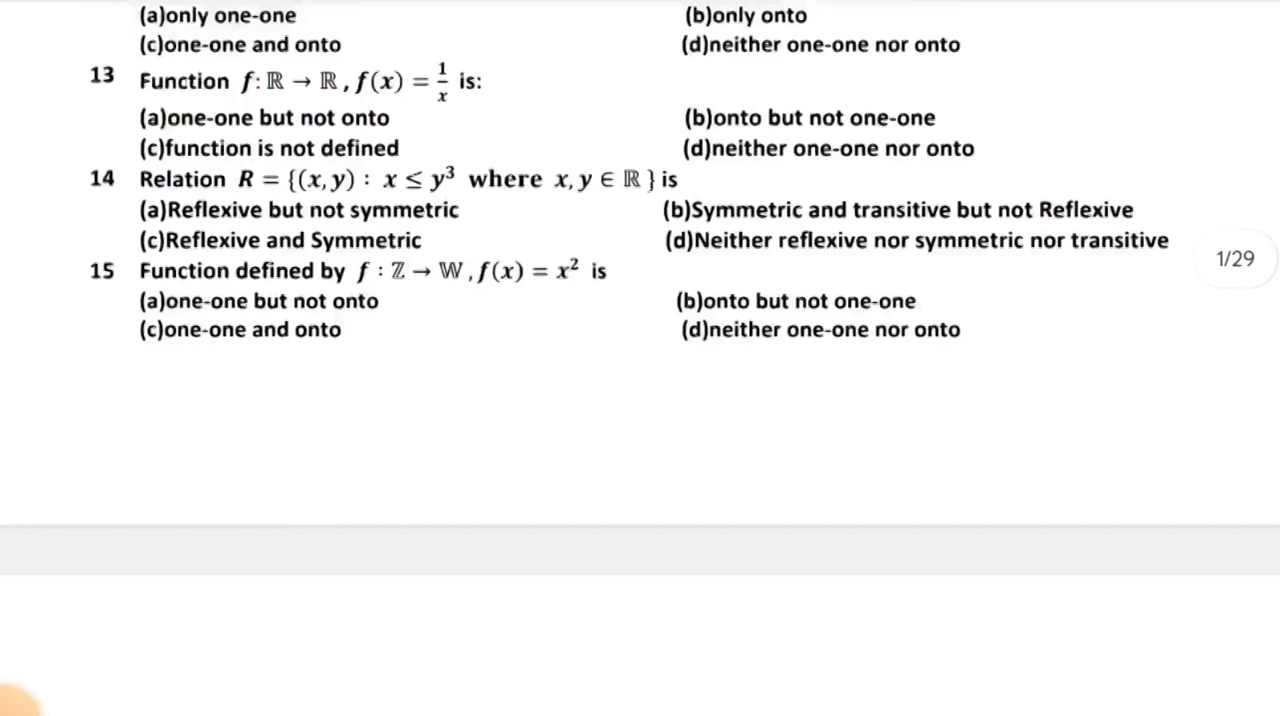 (a)only one-one (b)only onto
(c)one-one and onto (d)neither one-one nor onto
13 Function f: ℝ → ℝ , f(x) = 1/x is:
(a)one-one but not onto (b)onto but not one-one
(c)function is not defined (d)neither one-one nor onto
14 Relation R = {(x, y) : x ≤ y³ where x, y ∈ ℝ } is
(a)Reflexive but not symmetric (b)Symmetric and transitive but not Reflexive
(c)Reflexive and Symmetric (d)Neither reflexive nor symmetric nor transitive
1/29
15 Function defined by f : ℤ → 𝕎 , f(x) = x² is
(a)one-one but not onto (b)onto but not one-one
(c)one-one and onto (d)neither one-one nor onto